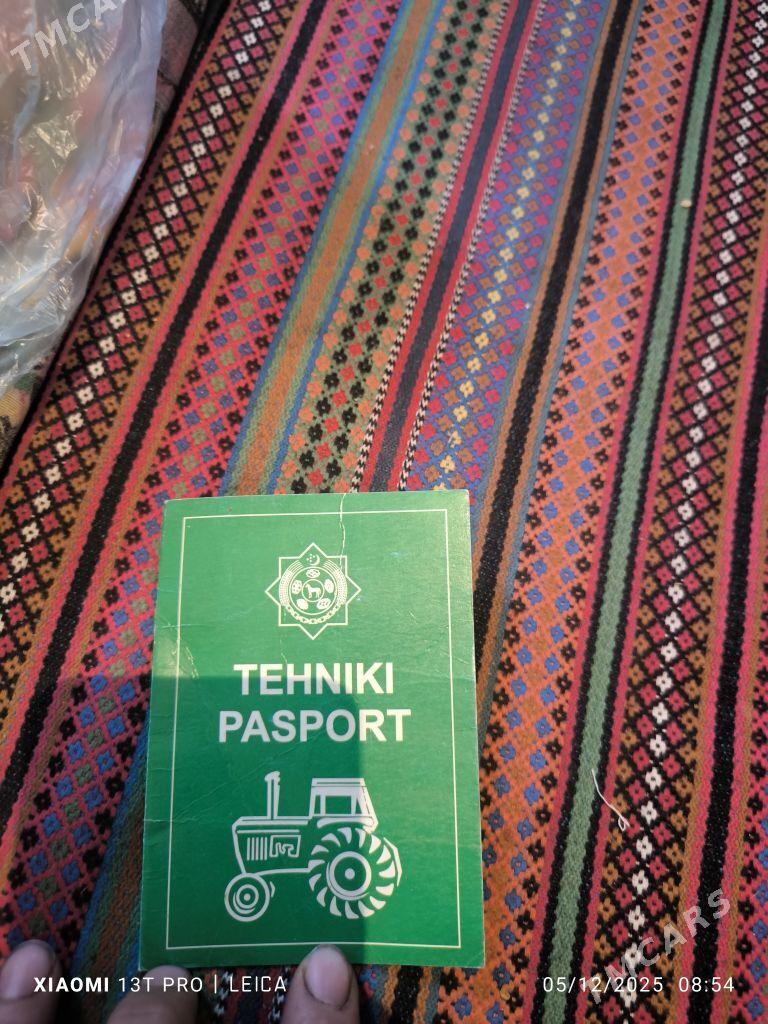 TMCARS
TEHNIKI
PASPORT
XIAOMI 13T PRO | LEICA
05/12/2025 08:54
TMCARS